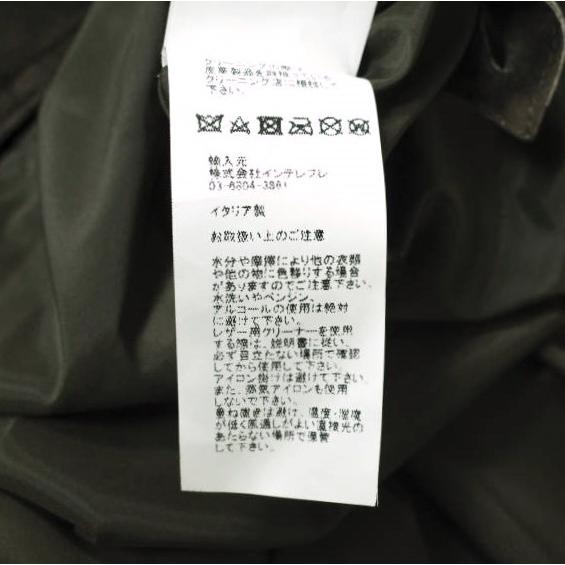 皮革製品を取扱っている
クリーニング店に相談して
下さい。
輸入元
株式会社インテレプレ
03-6804-3861
イタリア製
お取扱い上のご注意
水分や摩擦により他の衣類
や他の物に色移りする場合
がありますのでご注意下さい。
水洗いやベンジン、
アルコールの使用は絶対
に避けて下さい。
レザー用クリーナーを使用
する際は、説明書に従い、
必ず目立たない場所で確認
してから使用して下さい。
アイロン掛けは避けて下さい。
また、蒸気アイロンも使用
しないで下さい。
重ね置きは避け、温度・湿度
が低く風通しがよい直接光の
あたらない場所で保管
して下さい。